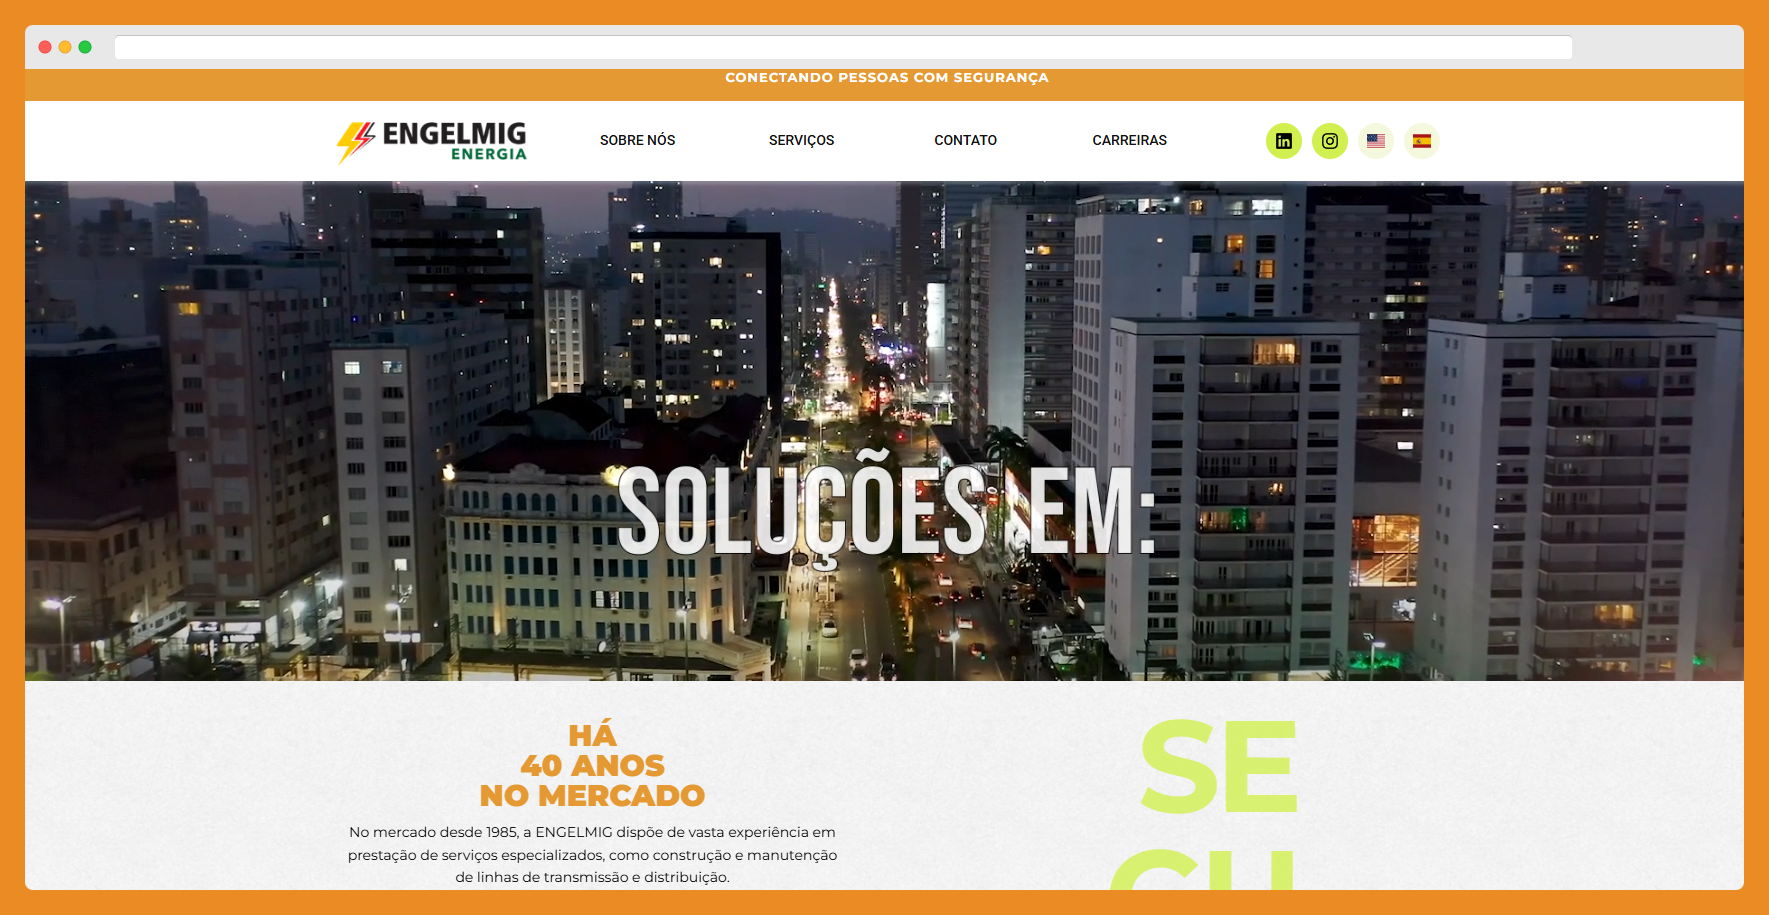 CONECTANDO PESSOAS COM SEGURANÇA
ENGELMIG
ENERGIA
SOBRE NÓS
SERVIÇOS
CONTATO
CARREIRAS
SOLUÇÕES EM:
HÁ
40 ANOS
NO MERCADO
No mercado desde 1985, a ENGELMIG dispõe de vasta experiência em
prestação de serviços especializados, como construção e manutenção
de linhas de transmissão e distribuição.
SE
GU